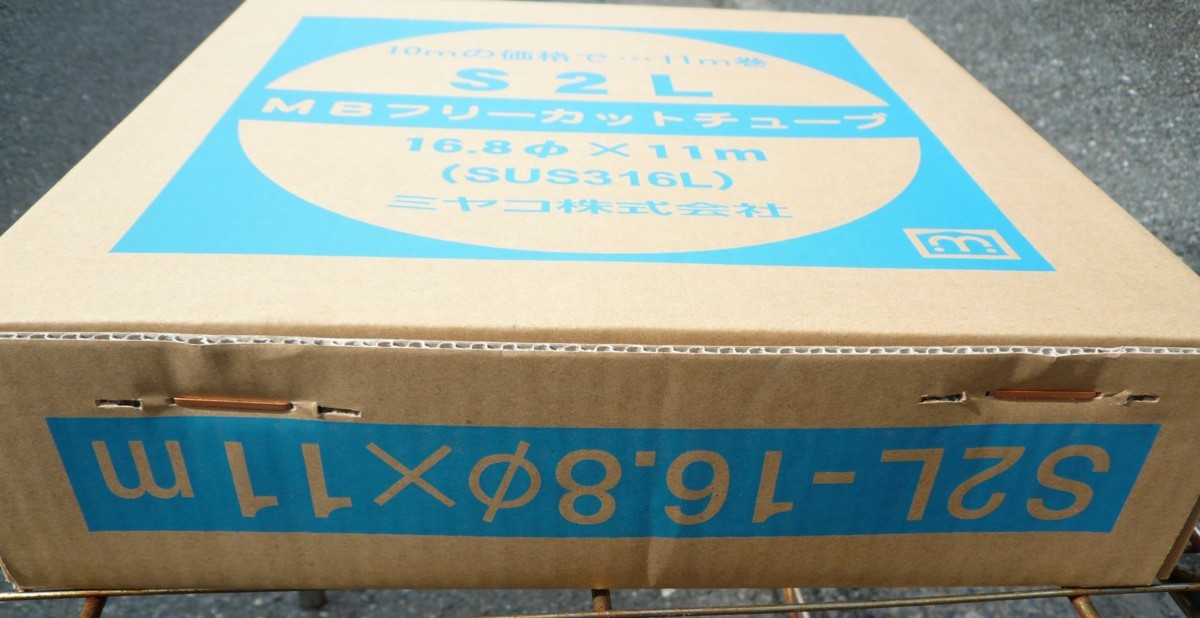 10mの価格で…11m巻
S2L
MBフリーカットチューブ
16.8φ×11m
(SUS316L)
ミヤコ株式会社
S2L-16.8φ×11m